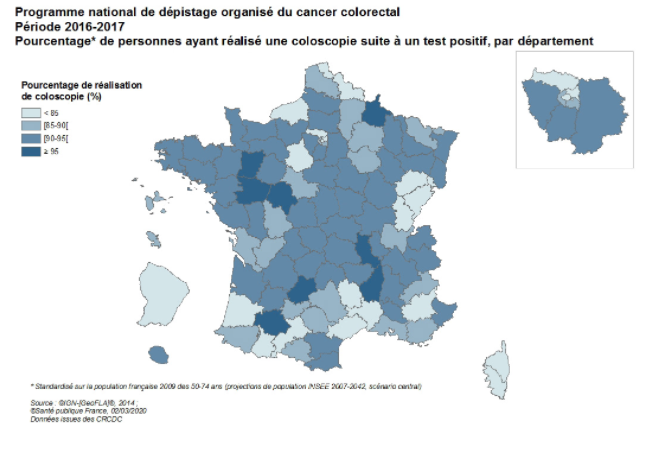 Programme national de dépistage organisé du cancer colorectal
Période 2016-2017
Pourcentage* de personnes ayant réalisé une coloscopie suite à un test positif, par département
Pourcentage de réalisation
de coloscopie (%)
< 85
[85-90[
[90-95[
≥ 95
* Standardisé sur la population française 2009 des 50-74 ans (projections de population INSEE 2007-2042, scénario central)
Source : ©IGN-[GeoFLA]®, 2014 ;
©Santé publique France, 02/03/2020
Données issues des CRCDC